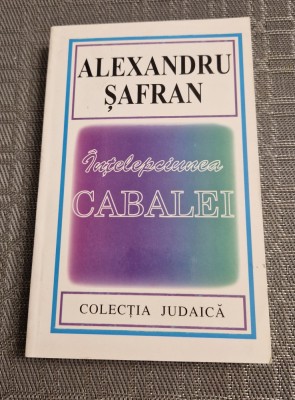 ALEXANDRU
ȘAFRAN
Înțelepciunea
CABALEI
COLECȚIA JUDAICĂ